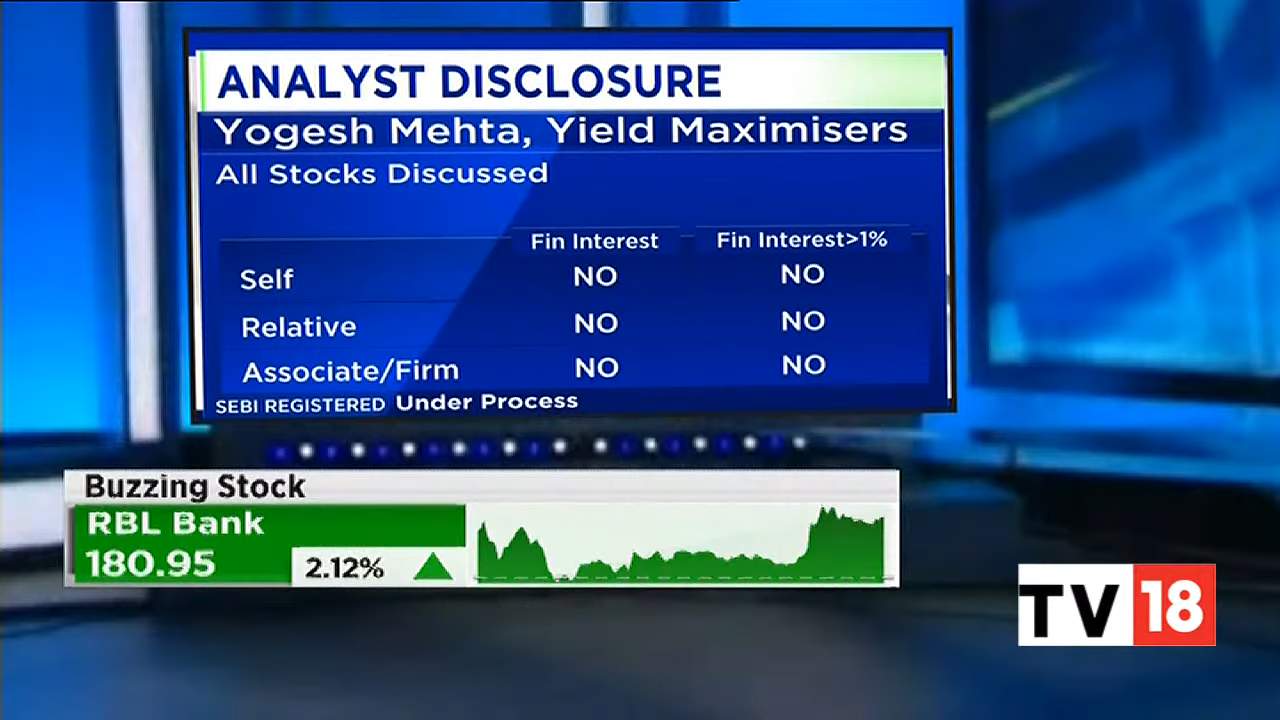 ANALYST DISCLOSURE
Yogesh Mehta, Yield Maximisers
All Stocks Discussed
Fin Interest Fin Interest>1%
Self NO NO
Relative NO NO
Associate/Firm NO NO
SEBI REGISTERED Under Process
Buzzing Stock
RBL Bank
180.95 2.12%
TV18